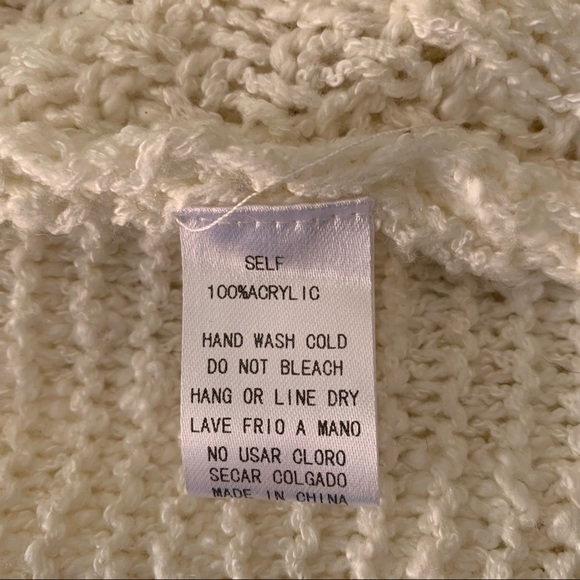 SELF
100%ACRYLIC
HAND WASH COLD
DO NOT BLEACH
HANG OR LINE DRY
LAVE FRIO A MANO
NO USAR CLORO
SECAR COLGADO
MADE IN CHINA